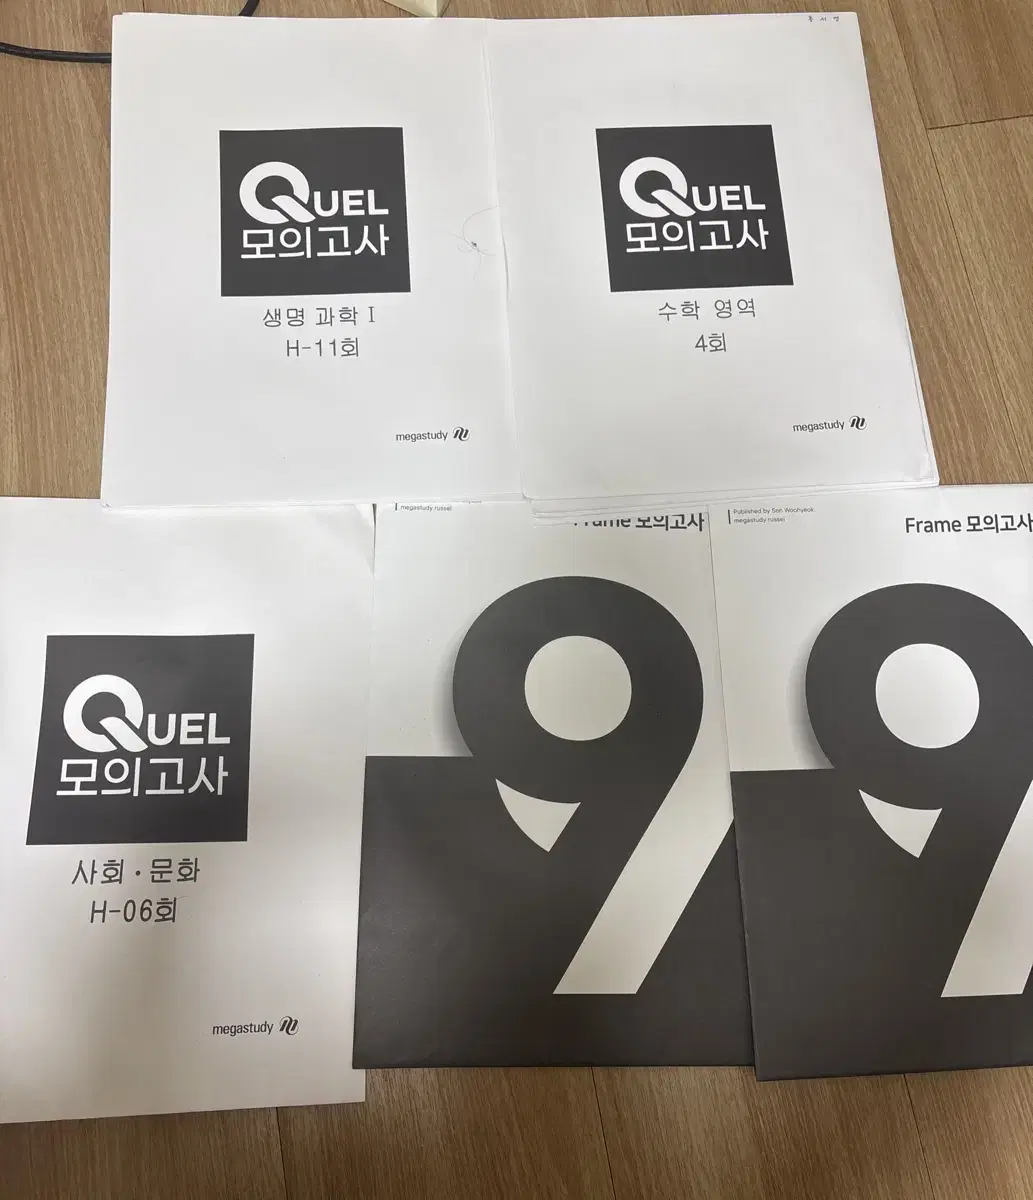 QUEL
모의고사
생명 과학 I
H-11회
megastudy
홍서영
QUEL
모의고사
수학 영역
4회
megastudy
QUEL
모의고사
사회·문화
H-06회
megastudy
megastudy russel
Frame 모의고사
9
Published by Son Woohyeok.
megastudy russel
Frame 모의고사
9